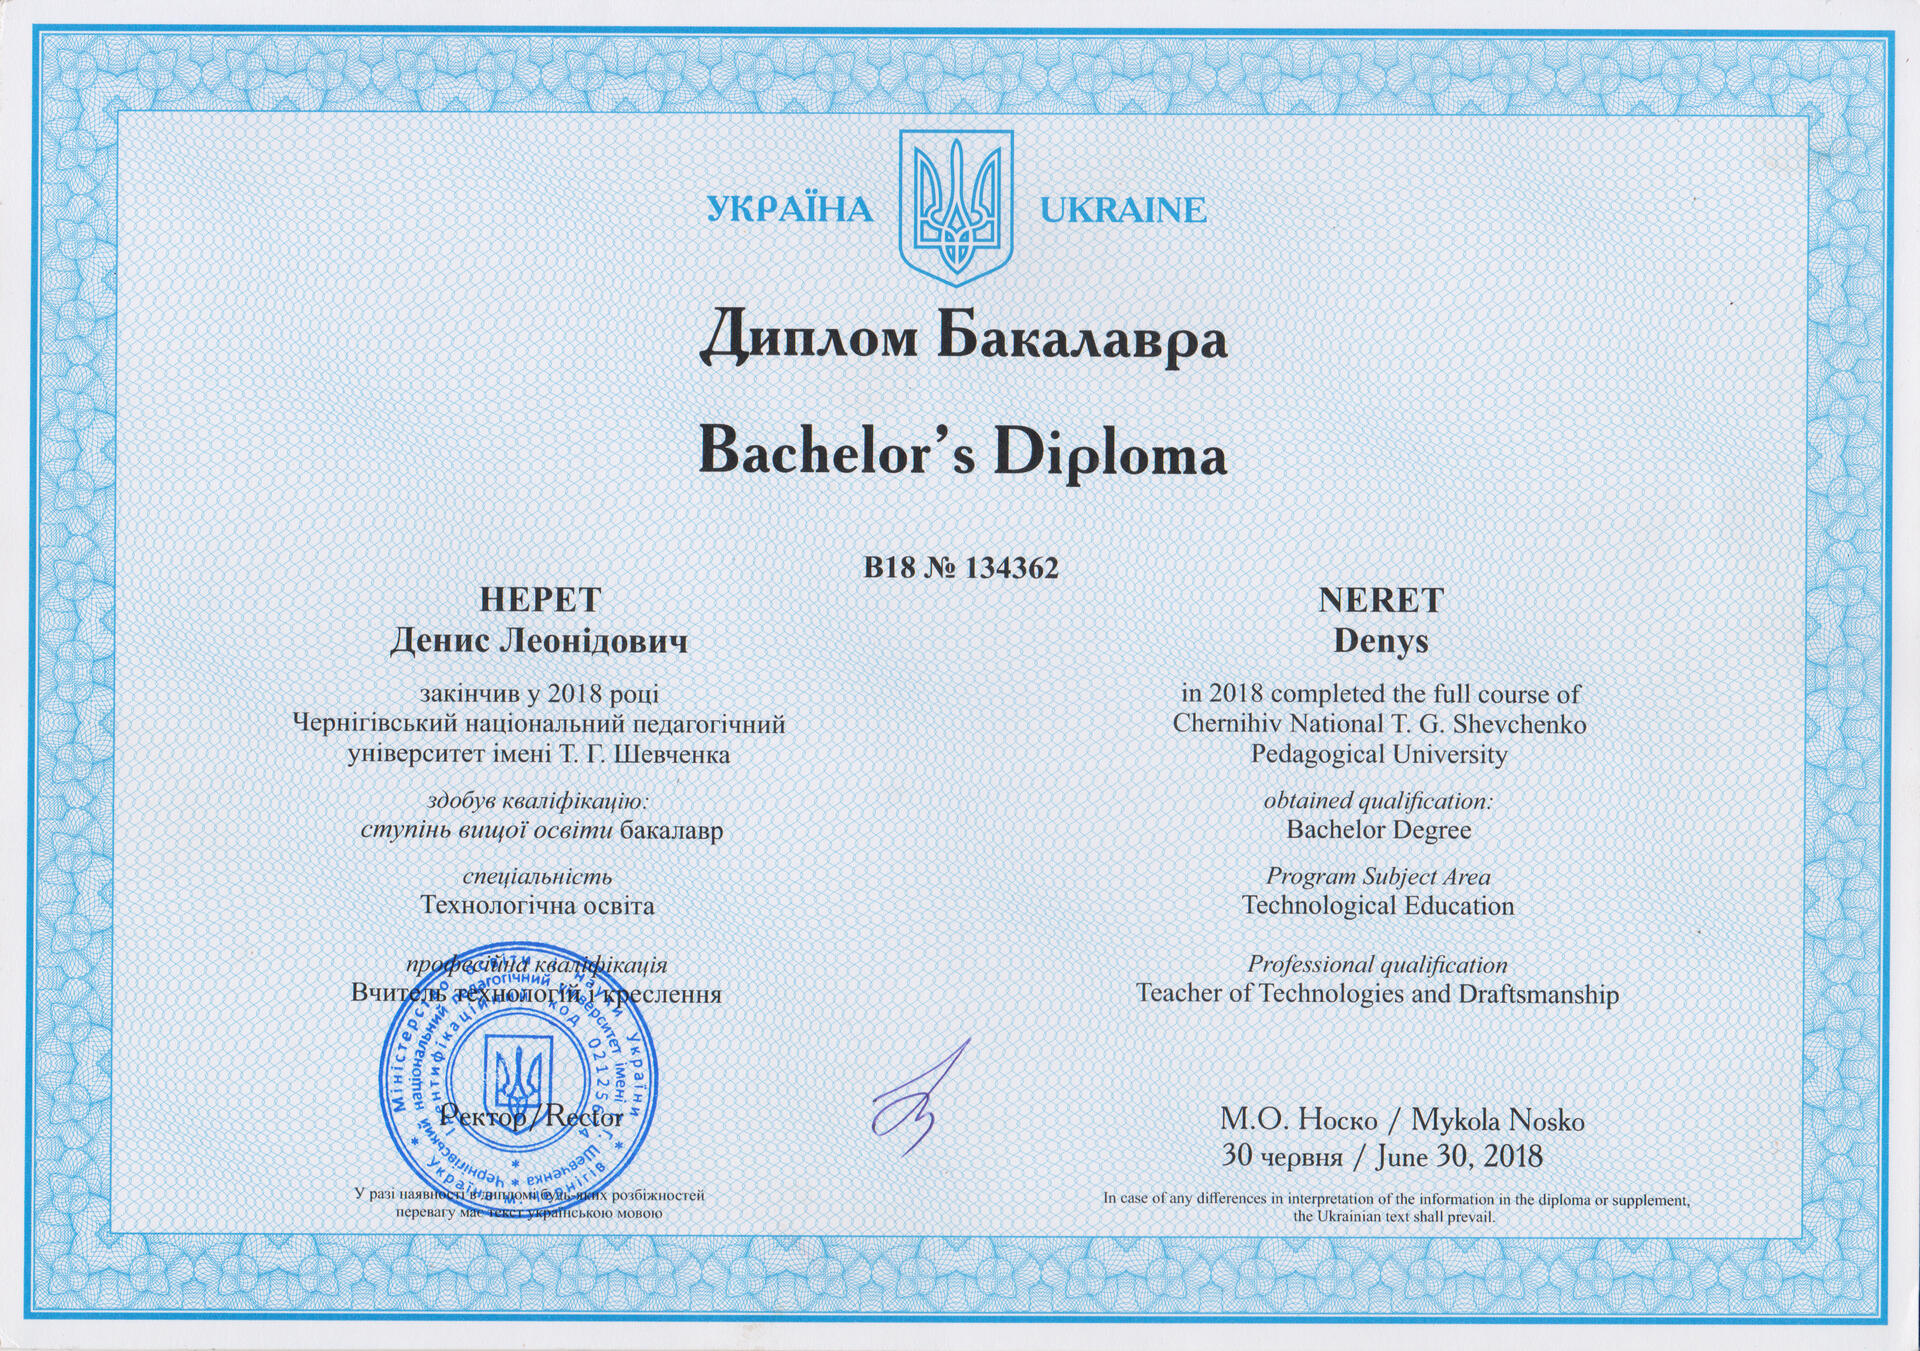 УКРАЇНА UKRAINE
Диплом Бакалавра
Bachelor's Diploma
В18 № 134362
НЕРЕТ
Денис Леонідович
закінчив у 2018 році
Чернігівський національний педагогічний
університет імені Т. Г. Шевченка
здобув кваліфікацію:
ступінь вищої освіти бакалавр
спеціальність
Технологічна освіта
професійна кваліфікація
Вчитель технологій і креслення
NERET
Denys
in 2018 completed the full course of
Chernihiv National T. G. Shevchenko
Pedagogical University
obtained qualification:
Bachelor Degree
Program Subject Area
Technological Education
Professional qualification
Teacher of Technologies and Draftsmanship
Ректор/Rector
М.О. Носко / Mykola Nosko
30 червня / June 30, 2018
У разі наявності в дипломі будь-яких розбіжностей
перевагу має текст українською мовою
In case of any differences in interpretation of the information in the diploma or supplement,
the Ukrainian text shall prevail.
Міністерство освіти і науки України
* Україна м. Чернігів *
Чернігівський національний педагогічний університет імені Т.Г. Шевченка *
Ідентифікаційний код